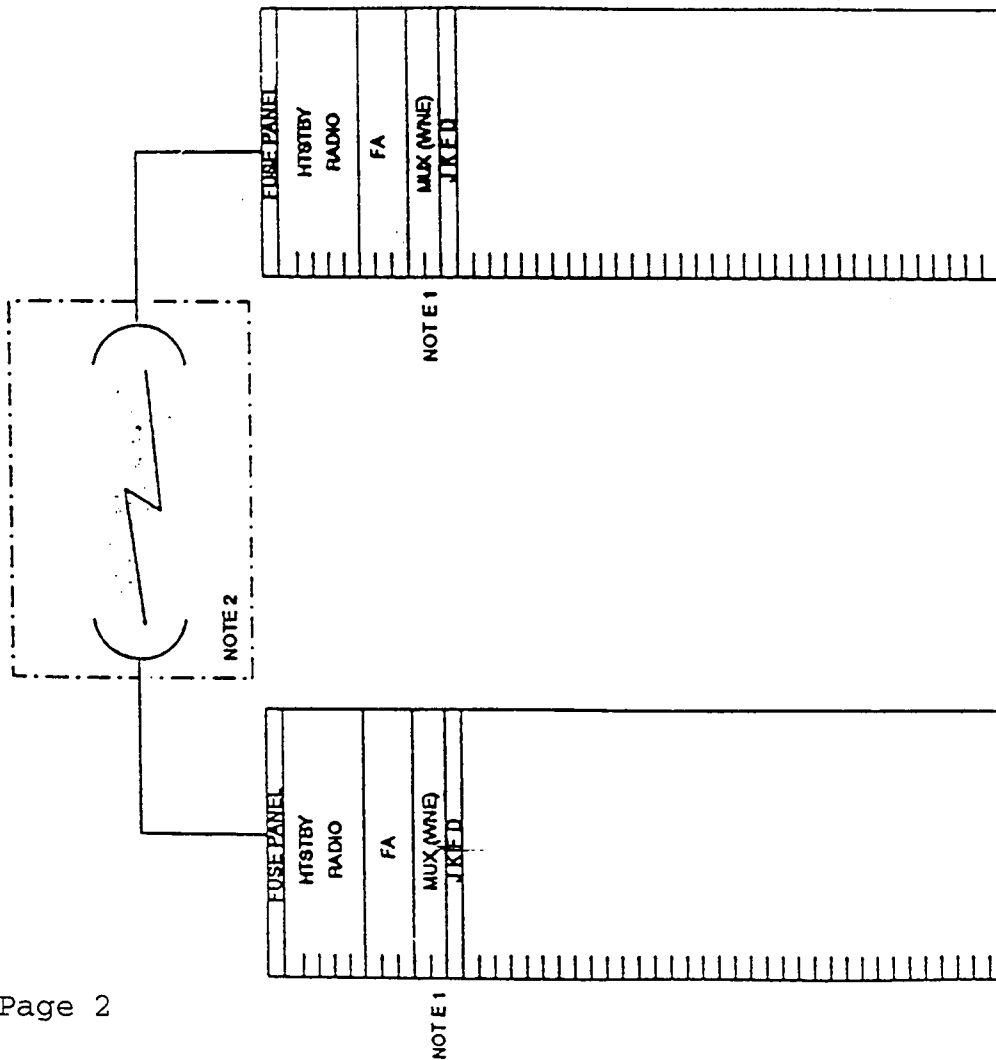 FUSE PANEL
HTSTBY
RADIO
FA
MUX (WNE)
JKFD
NOTE 1
NOTE 2
FUSE PANEL
HTSTBY
RADIO
FA
MUX (WNE)
JKFD
NOTE 1
Page 2